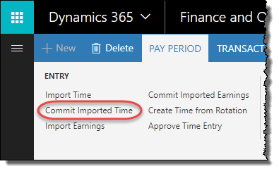 Dynamics 365 Finance and O
+ New Delete PAY PERIOD TRANSACT
ENTRY
Import Time Commit Imported Earnings
Commit Imported Time Create Time from Rotation
Import Earnings Approve Time Entry